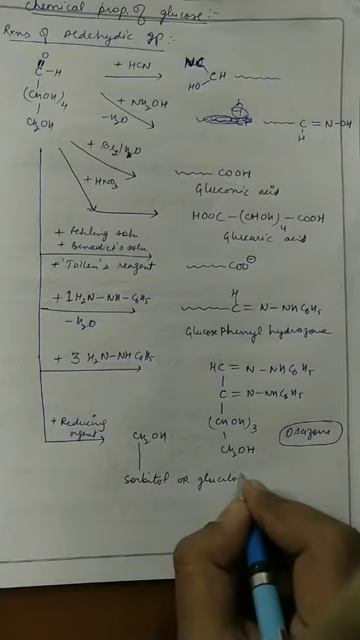 chemical prop. of glucose :-
Rxns of aldehydic gp :-
O
C-H
(CHOH)4
CH2OH
+ HCN
NC
HO
CH
+ NH2OH
-H2O
C=N-OH
H
+ Br2/H2O
COOH
Gluconic acid
+ HNO3
HOOC-(CHOH)4-COOH
Glucaric acid
+ Fehling soln
+ Benedict's soln
+ Tollen's reagent
COO⊖
+ 1 H2N-NH-C6H5
-H2O
H
C=N-NHC6H5
Glucose Phenyl hydrazone
+ 3 H2N-NHC6H5
HC=N-NHC6H5
C=N-NHC6H5
(CHOH)3
CH2OH
Osazone
+ Reducing agent
CH2OH
Sorbitol or